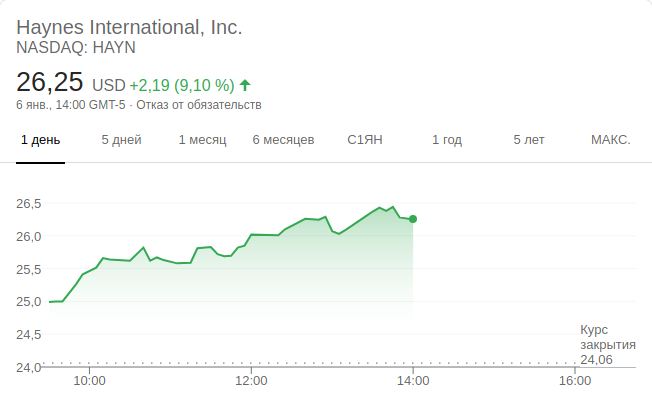 Haynes International, Inc.
NASDAQ: HAYN
26,25 USD +2,19 (9,10 %)
6 янв., 14:00 GMT-5 · Отказ от обязательств
1 день 5 дней 1 месяц 6 месяцев С1ЯН 1 год 5 лет МАКС.
26,5
26,0
25,5
25,0
24,5
24,0
Курс
закрытия
24,06
10:00 12:00 14:00 16:00